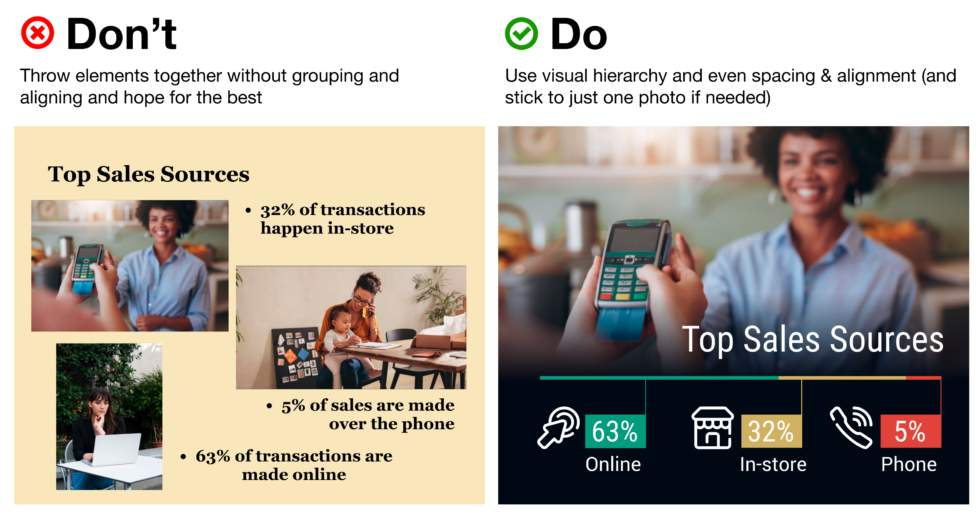 Don't
Throw elements together without grouping and
aligning and hope for the best
Top Sales Sources
• 32% of transactions
happen in-store
• 5% of sales are made
over the phone
• 63% of transactions are
made online
Do
Use visual hierarchy and even spacing & alignment (and
stick to just one photo if needed)
Top Sales Sources
63%
Online
32%
In-store
5%
Phone